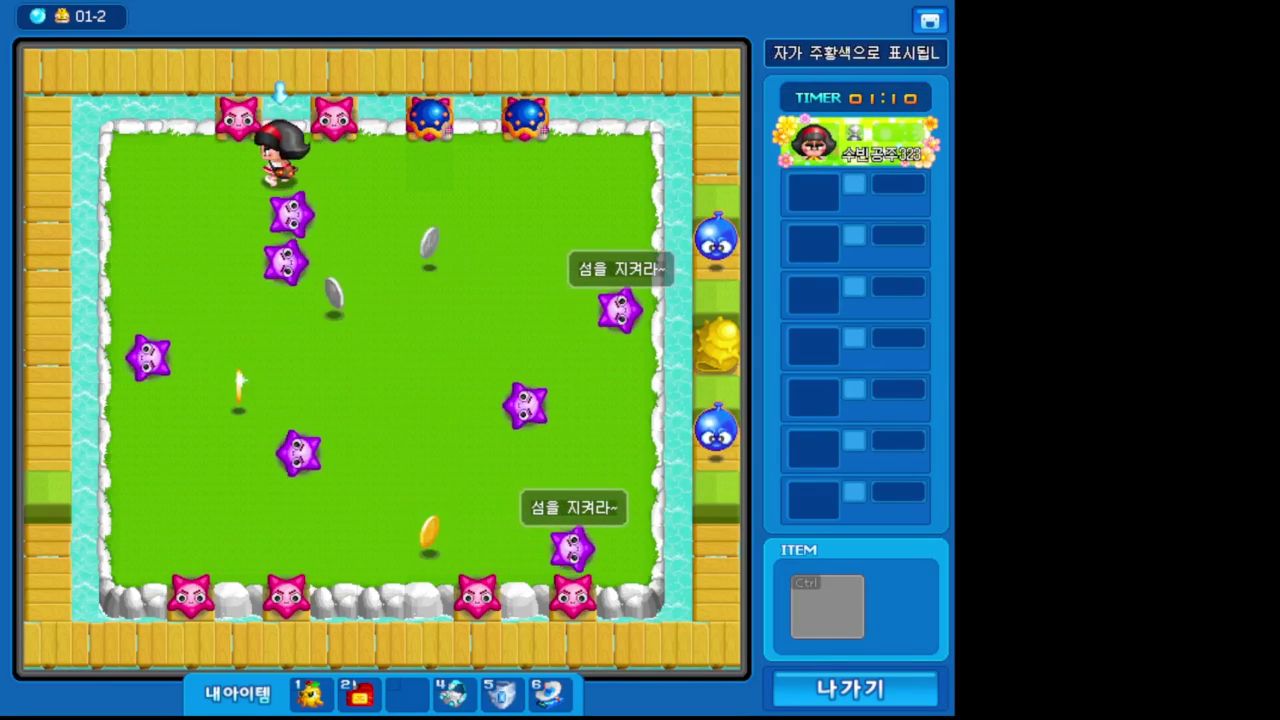 01-2
자가 주황색으로 표시됩ㄴ
TIMER 01:10
수빈공주023
섬을 지켜라~
섬을 지켜라~
ITEM
Ctrl
내아이템
1
2
4
5
6
나가기